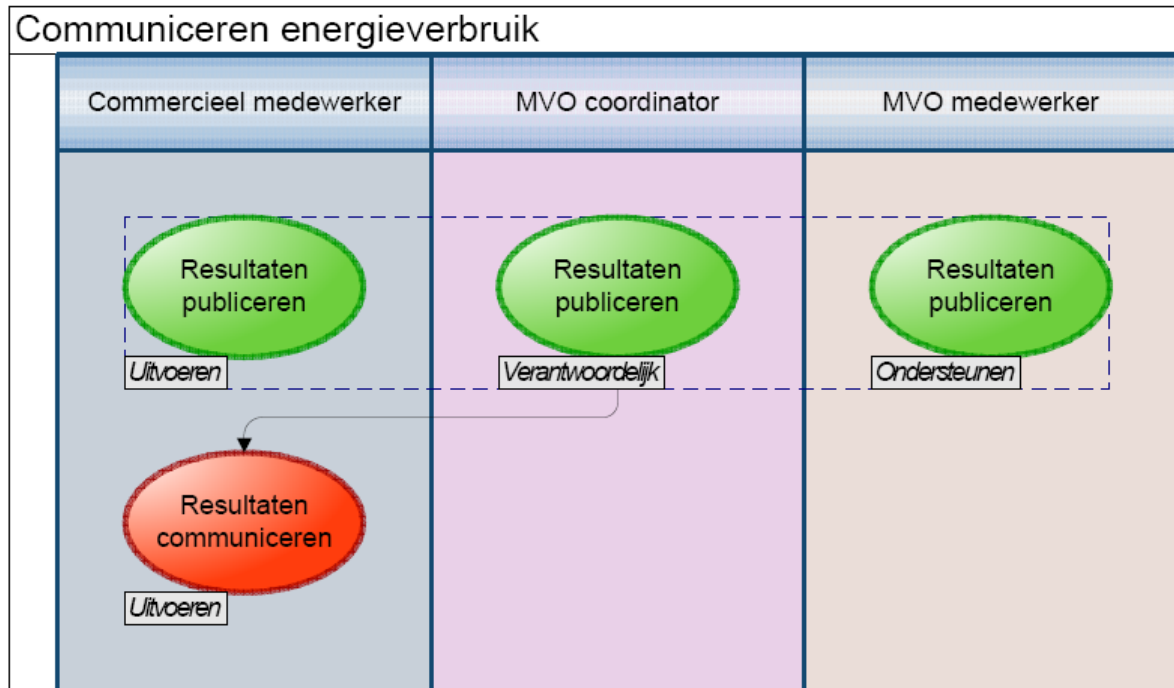 Communiceren energieverbruik
Commercieel medewerker
MVO coordinator
MVO medewerker
Resultaten
publiceren
Uitvoeren
Resultaten
publiceren
Verantwoordelijk
Resultaten
publiceren
Ondersteunen
Resultaten
communiceren
Uitvoeren